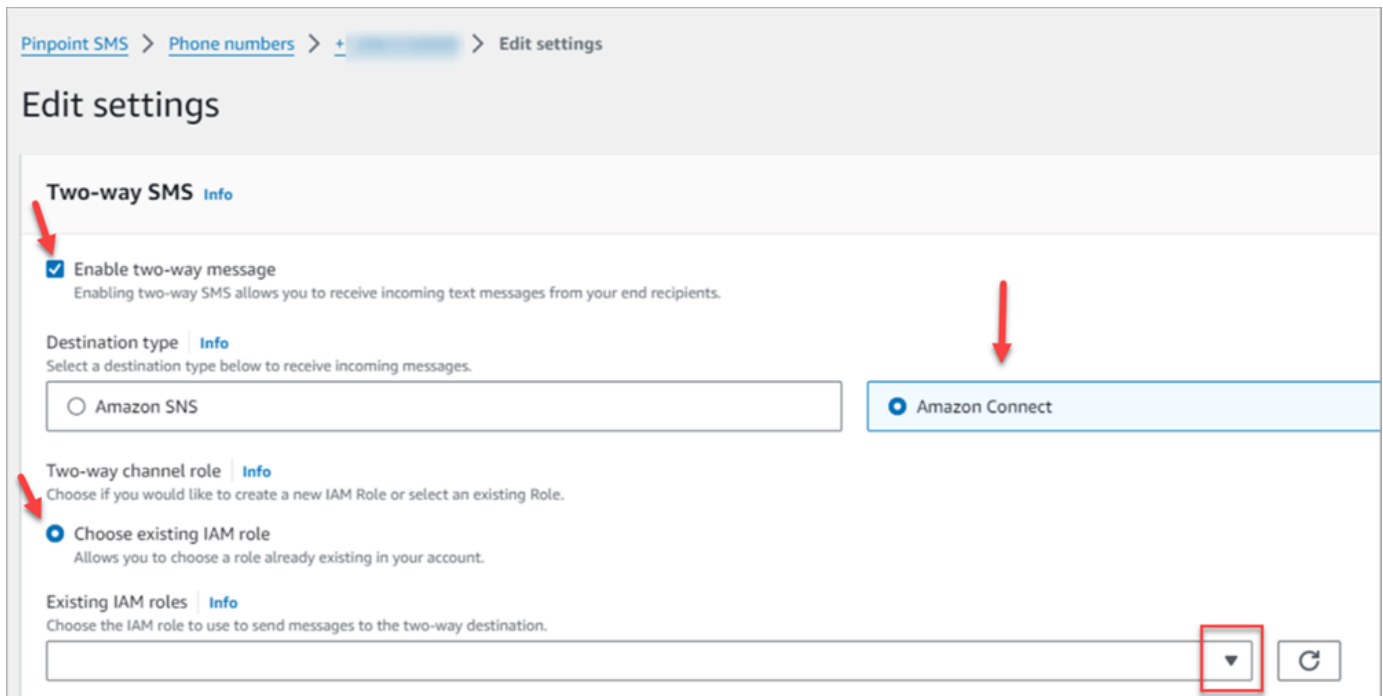 Pinpoint SMS > Phone numbers > + > Edit settings
Edit settings
Two-way SMS Info
Enable two-way message
Enabling two-way SMS allows you to receive incoming text messages from your end recipients.
Destination type Info
Select a destination type below to receive incoming messages.
Amazon SNS Amazon Connect
Two-way channel role Info
Choose if you would like to create a new IAM Role or select an existing Role.
Choose existing IAM role
Allows you to choose a role already existing in your account.
Existing IAM roles Info
Choose the IAM role to use to send messages to the two-way destination.